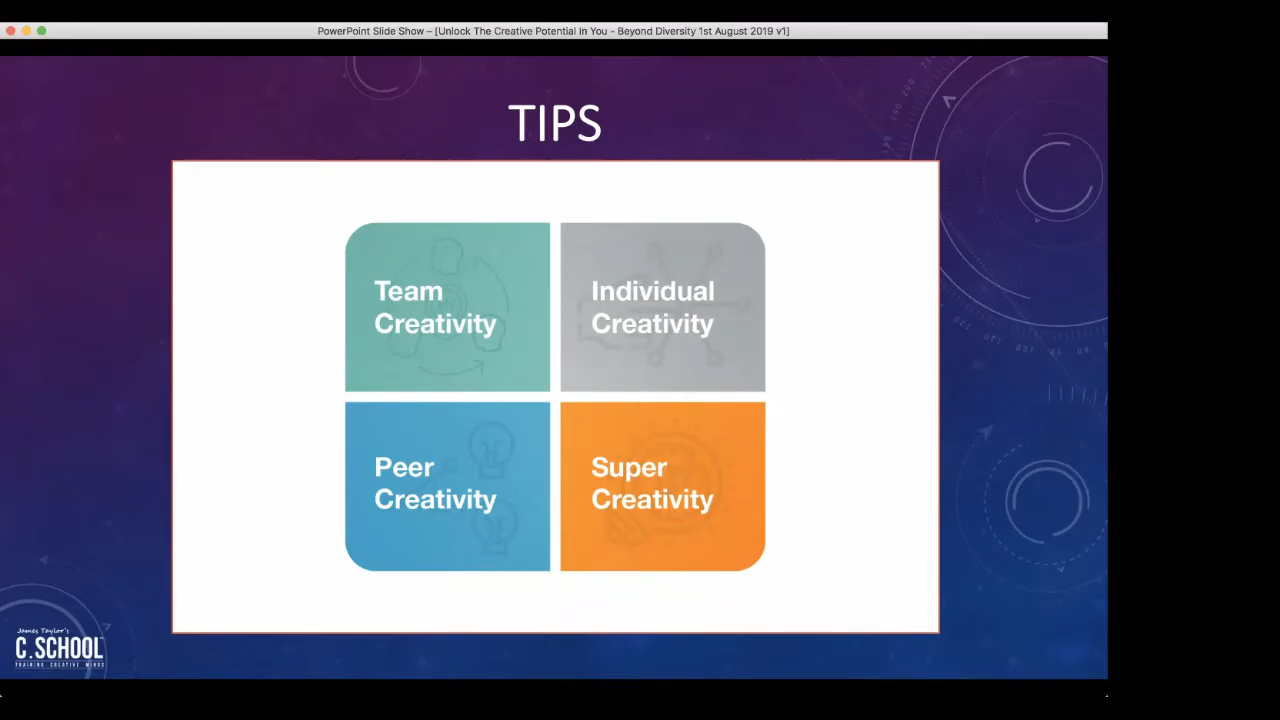 PowerPoint Slide Show – [Unlock The Creative Potential In You - Beyond Diversity 1st August 2019 v1]
TIPS
Team
Creativity
Individual
Creativity
Peer
Creativity
Super
Creativity
James Taylor's
C.SCHOOL
TRAINING CREATIVE MINDS